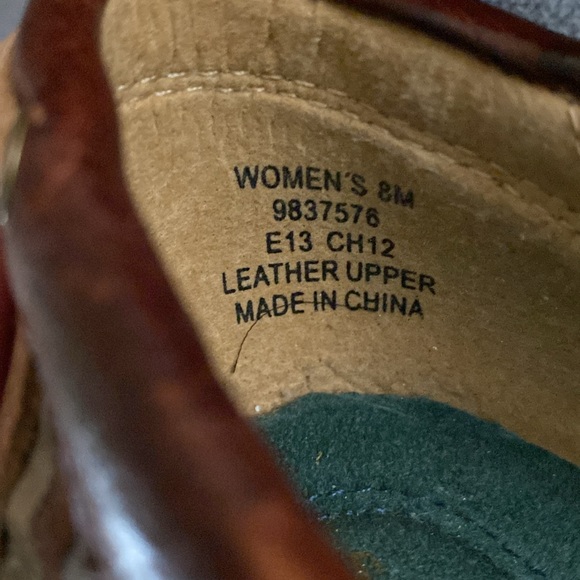 WOMEN'S 8M
9837576
E13 CH12
LEATHER UPPER
MADE IN CHINA